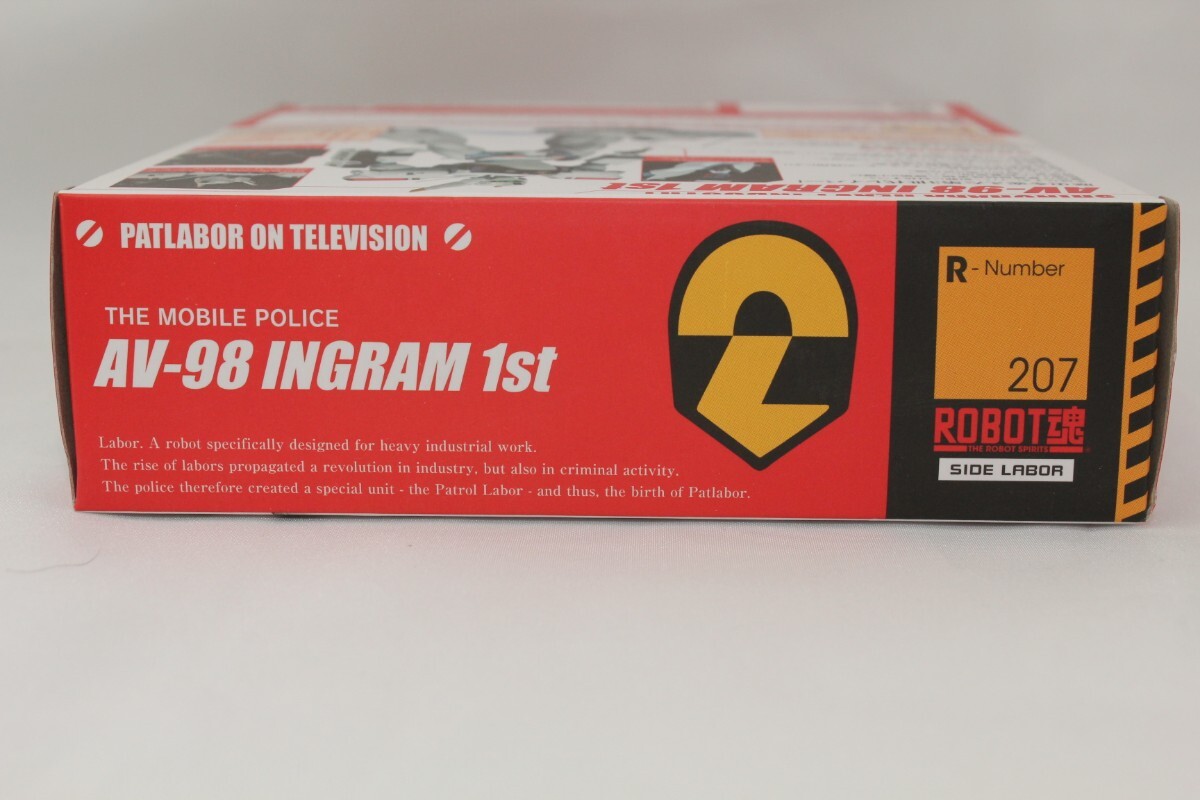 AV-98 INGRAM 1st
PATLABOR ON TELEVISION
THE MOBILE POLICE
AV-98 INGRAM 1st
Labor. A robot specifically designed for heavy industrial work.
The rise of labors propagated a revolution in industry, but also in criminal activity.
The police therefore created a special unit - the Patrol Labor - and thus, the birth of Patlabor.
2
R - Number
207
ROBOT魂
THE ROBOT SPIRITS
SIDE LABOR